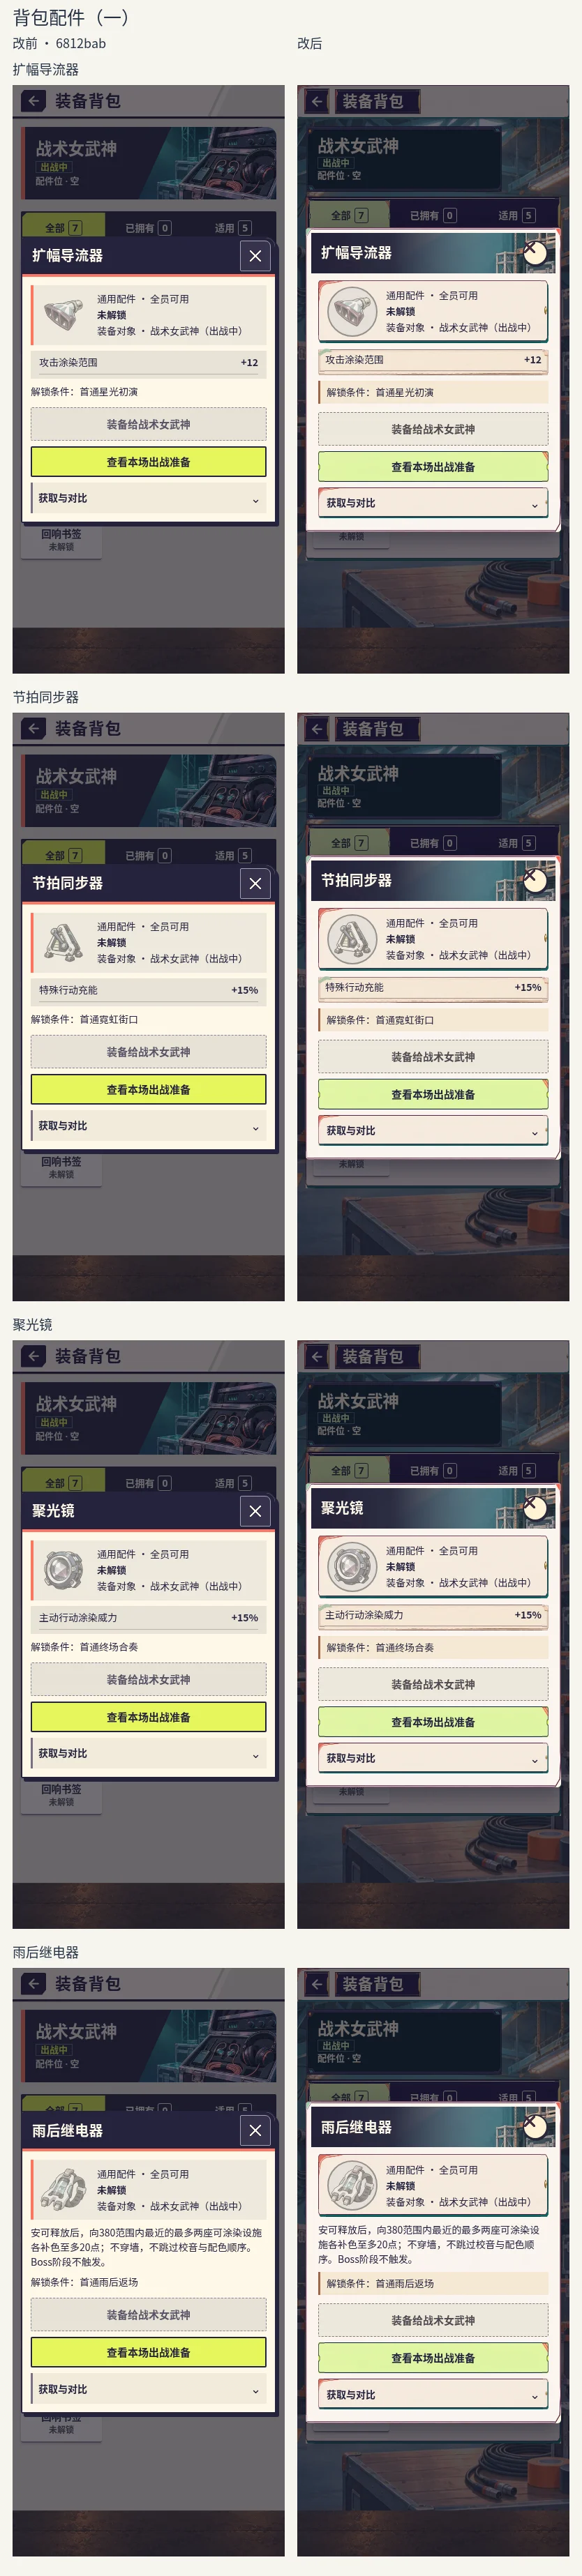 背包配件（一）
改前 · 6812bab
改后
扩幅导流器
装备背包
战术女武神
出战中
配件位 · 空
全部 7
已拥有 0
适用 5
扩幅导流器
通用配件 · 全员可用
未解锁
装备对象 · 战术女武神（出战中）
攻击涂染范围 +12
解锁条件：首通星光初演
装备给战术女武神
查看本场出战准备
获取与对比
回响书签
未解锁
装备背包
战术女武神
出战中
配件位 · 空
全部 7
已拥有 0
适用 5
扩幅导流器
通用配件 · 全员可用
未解锁
装备对象 · 战术女武神（出战中）
攻击涂染范围 +12
解锁条件：首通星光初演
装备给战术女武神
查看本场出战准备
获取与对比
未解锁
节拍同步器
装备背包
战术女武神
出战中
配件位 · 空
全部 7
已拥有 0
适用 5
节拍同步器
通用配件 · 全员可用
未解锁
装备对象 · 战术女武神（出战中）
特殊行动充能 +15%
解锁条件：首通霓虹街口
装备给战术女武神
查看本场出战准备
获取与对比
回响书签
未解锁
装备背包
战术女武神
出战中
配件位 · 空
全部 7
已拥有 0
适用 5
节拍同步器
通用配件 · 全员可用
未解锁
装备对象 · 战术女武神（出战中）
特殊行动充能 +15%
解锁条件：首通霓虹街口
装备给战术女武神
查看本场出战准备
获取与对比
未解锁
聚光镜
装备背包
战术女武神
出战中
配件位 · 空
全部 7
已拥有 0
适用 5
聚光镜
通用配件 · 全员可用
未解锁
装备对象 · 战术女武神（出战中）
主动行动涂染威力 +15%
解锁条件：首通终场合奏
装备给战术女武神
查看本场出战准备
获取与对比
回响书签
未解锁
装备背包
战术女武神
出战中
配件位 · 空
全部 7
已拥有 0
适用 5
聚光镜
通用配件 · 全员可用
未解锁
装备对象 · 战术女武神（出战中）
主动行动涂染威力 +15%
解锁条件：首通终场合奏
装备给战术女武神
查看本场出战准备
获取与对比
未解锁
雨后继电器
装备背包
战术女武神
出战中
配件位 · 空
全部 7
已拥有 0
适用 5
雨后继电器
通用配件 · 全员可用
未解锁
装备对象 · 战术女武神（出战中）
安可释放后，向380范围内最近的最多两座可涂染设施
各补色至多20点；不穿墙，不跳过校音与配色顺序。
Boss阶段不触发。
解锁条件：首通雨后返场
装备给战术女武神
查看本场出战准备
获取与对比
回响书签
未解锁
装备背包
战术女武神
出战中
配件位 · 空
全部 7
已拥有 0
适用 5
雨后继电器
通用配件 · 全员可用
未解锁
装备对象 · 战术女武神（出战中）
安可释放后，向380范围内最近的最多两座可涂染设
施各补色至多20点；不穿墙，不跳过校音与配色顺
序。Boss阶段不触发。
解锁条件：首通雨后返场
装备给战术女武神
查看本场出战准备
获取与对比